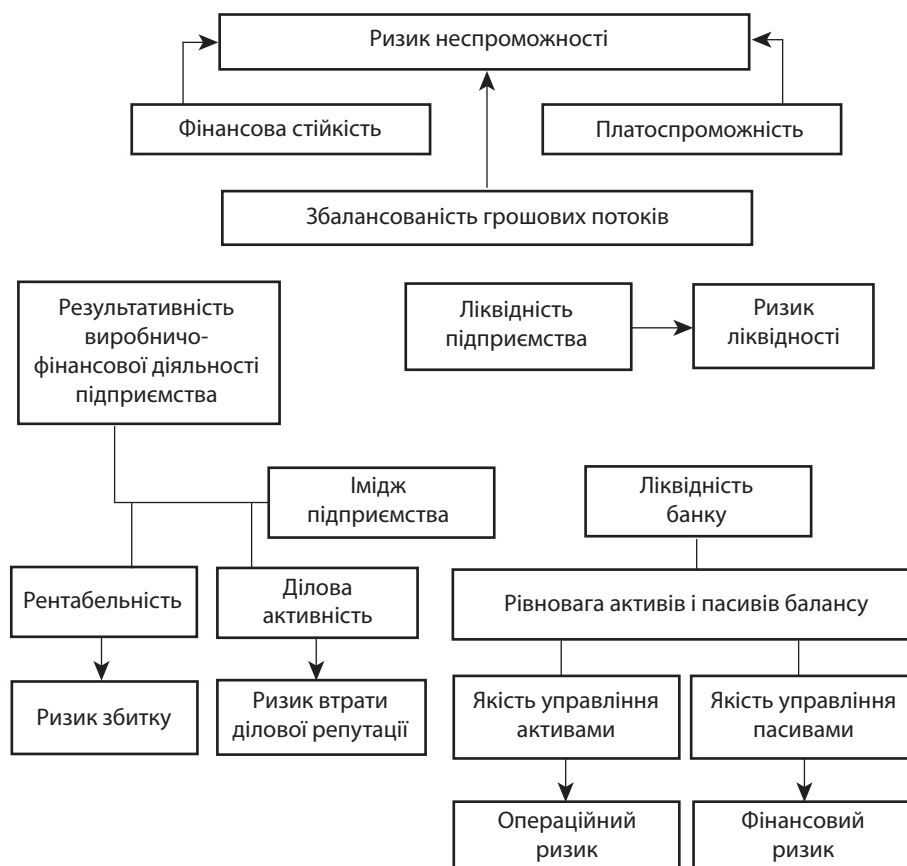 Ризик неспроможності
Фінансова стійкість
Платоспроможність
Збалансованість грошових потоків
Результативність
виробничо-
фінансової діяльності
підприємства
Ліквідність
підприємства
Ризик
ліквідності
Імідж
підприємства
Ліквідність
банку
Рентабельність
Ділова
активність
Рівновага активів і пасивів балансу
Ризик збитку
Ризик втрати
ділової репутації
Якість управління
активами
Якість управління
пасивами
Операційний
ризик
Фінансовий
ризик